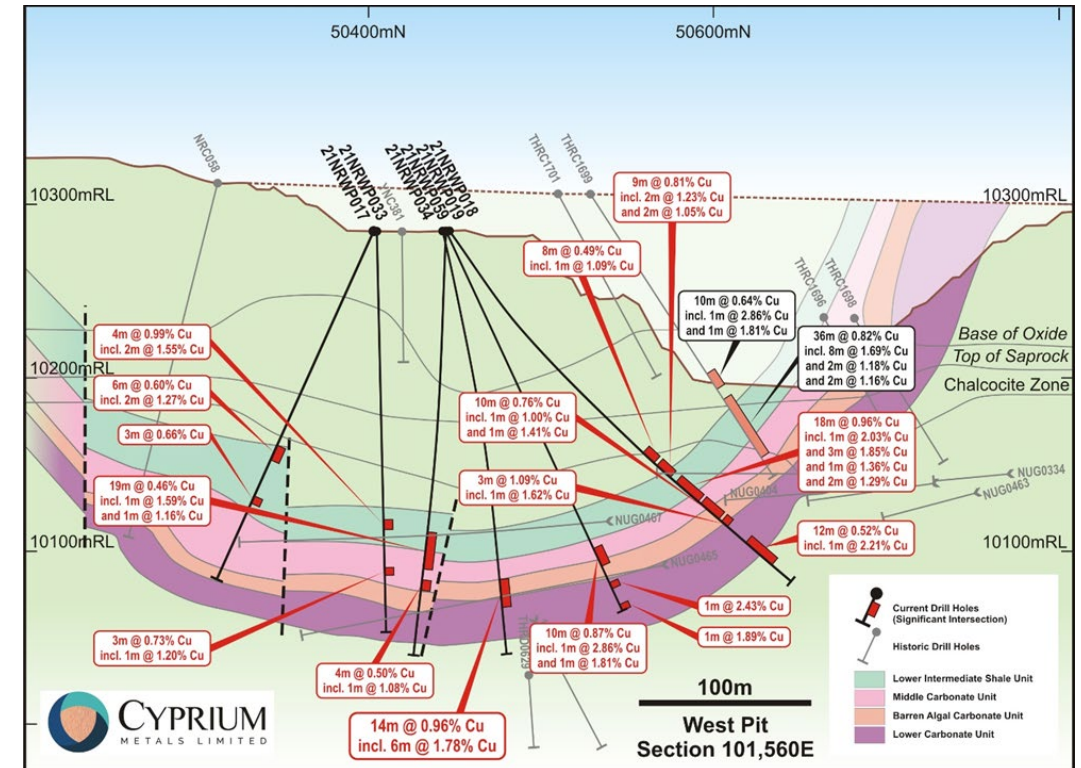 50400mN
50600mN
NRC058
21NRWP017
21NRWP033
YNC381
21NRWP034
21NRWP059
21NRWP019
21NRWP018
THRC1701
THRC1699
10300mRL
10300mRL
9m @ 0.81% Cu
incl. 2m @ 1.23% Cu
and 2m @ 1.05% Cu
8m @ 0.49% Cu
incl. 1m @ 1.09% Cu
THRC1696
THRC1698
10m @ 0.64% Cu
incl. 1m @ 2.86% Cu
and 1m @ 1.81% Cu
36m @ 0.82% Cu
incl. 8m @ 1.69% Cu
and 2m @ 1.18% Cu
and 2m @ 1.16% Cu
Base of Oxide
Top of Saprock
Chalcocite Zone
4m @ 0.99% Cu
incl. 2m @ 1.55% Cu
10200mRL
6m @ 0.60% Cu
incl. 2m @ 1.27% Cu
10m @ 0.76% Cu
incl. 1m @ 1.00% Cu
and 1m @ 1.41% Cu
3m @ 0.66% Cu
18m @ 0.96% Cu
incl. 1m @ 2.03% Cu
and 3m @ 1.85% Cu
and 1m @ 1.36% Cu
and 2m @ 1.29% Cu
3m @ 1.09% Cu
incl. 1m @ 1.62% Cu
NUG0334
NUG0463
19m @ 0.46% Cu
incl. 1m @ 1.59% Cu
and 1m @ 1.16% Cu
NUG0467
12m @ 0.52% Cu
incl. 1m @ 2.21% Cu
10100mRL
10100mRL
NUG0465
1m @ 2.43% Cu
1m @ 1.89% Cu
3m @ 0.73% Cu
incl. 1m @ 1.20% Cu
10m @ 0.87% Cu
incl. 1m @ 2.86% Cu
and 1m @ 1.81% Cu
4m @ 0.50% Cu
incl. 1m @ 1.08% Cu
14m @ 0.96% Cu
incl. 6m @ 1.78% Cu
100m
West Pit
Section 101,560E
Current Drill Holes
(Significant Intersection)
Historic Drill Holes
Lower Intermediate Shale Unit
Middle Carbonate Unit
Barren Algal Carbonate Unit
Lower Carbonate Unit
CYPRIUM
METALS LIMITED